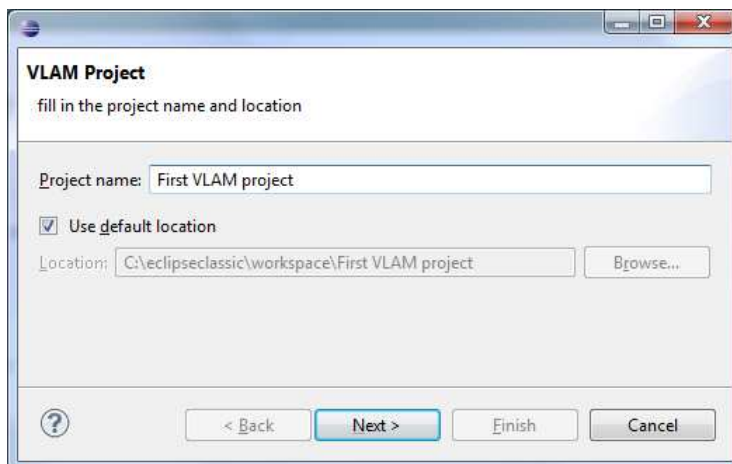 VLAM Project
fill in the project name and location
Project name: First VLAM project
Use default location
Location: C:\eclipseclassic\workspace\First VLAM project Browse...
? < Back Next > Finish Cancel